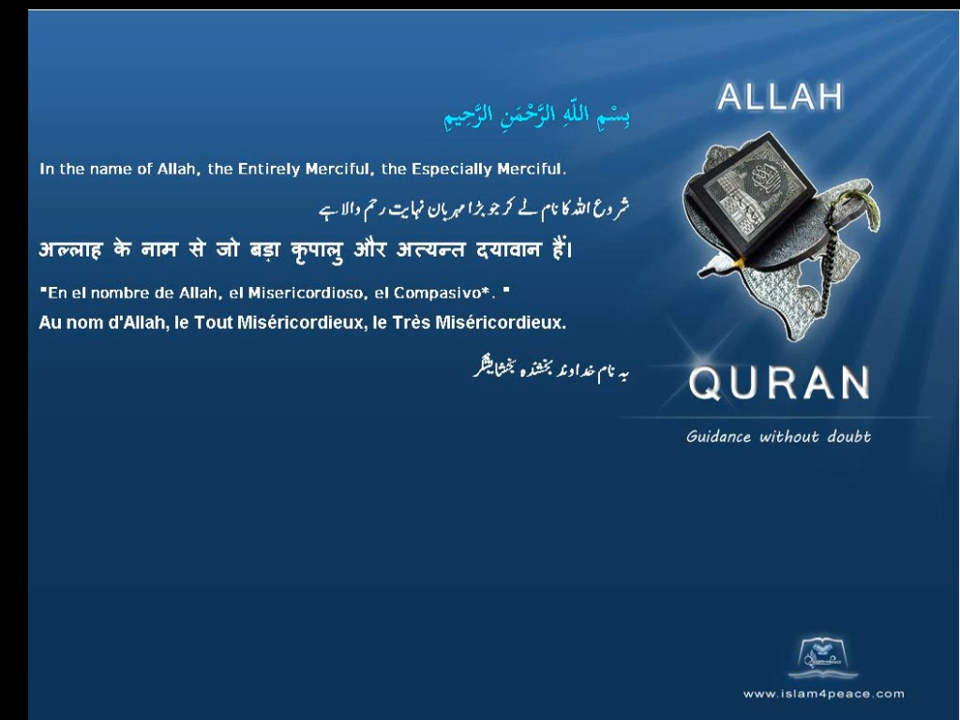 بِسْمِ اللَّهِ الرَّحْمَنِ الرَّحِيمِ
In the name of Allah, the Entirely Merciful, the Especially Merciful.
شروع الله کا نام لے کر جو بڑا مہربان نہایت رحم والا ہے
अल्लाह के नाम से जो बड़ा कृपालु और अत्यन्त दयावान हैं।
"En el nombre de Allah, el Misericordioso, el Compasivo*. "
Au nom d'Allah, le Tout Miséricordieux, le Très Miséricordieux.
به نام خداوند بخشنده بخشایشگر
ALLAH
QURAN
Guidance without doubt
www.islam4peace.com